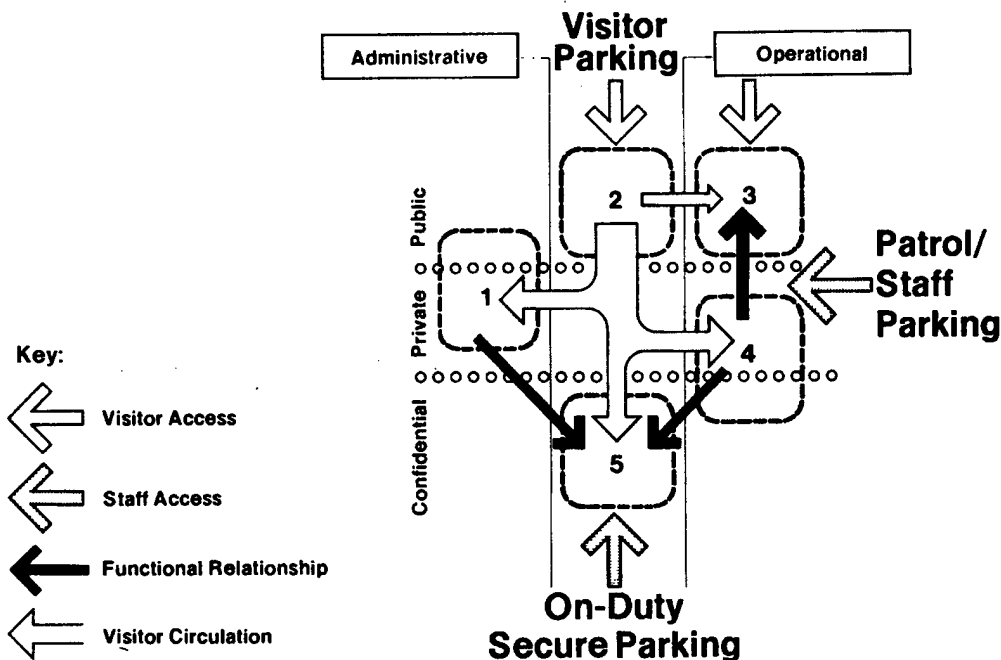 Administrative
Visitor
Parking
Operational
Public
Private
Confidential
2
3
1
4
5
Patrol/
Staff
Parking
Key:
Visitor Access
Staff Access
Functional Relationship
Visitor Circulation
On-Duty
Secure Parking